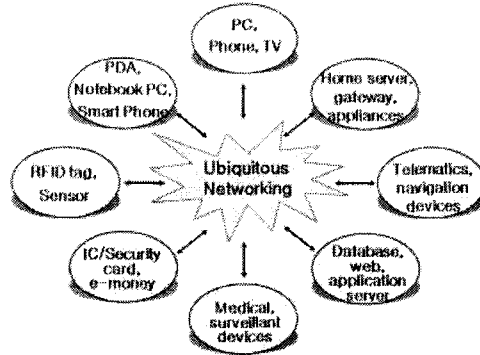 PC,
Phone, TV
PDA,
Notebook PC,
Smart Phone
Home server,
gateway,
appliances
RFID tag,
Sensor
Ubiquitous
Networking
Telematics,
navigation
devices
IC/Security
card,
e-money
Database,
web,
application
server
Medical,
surveillant
devices